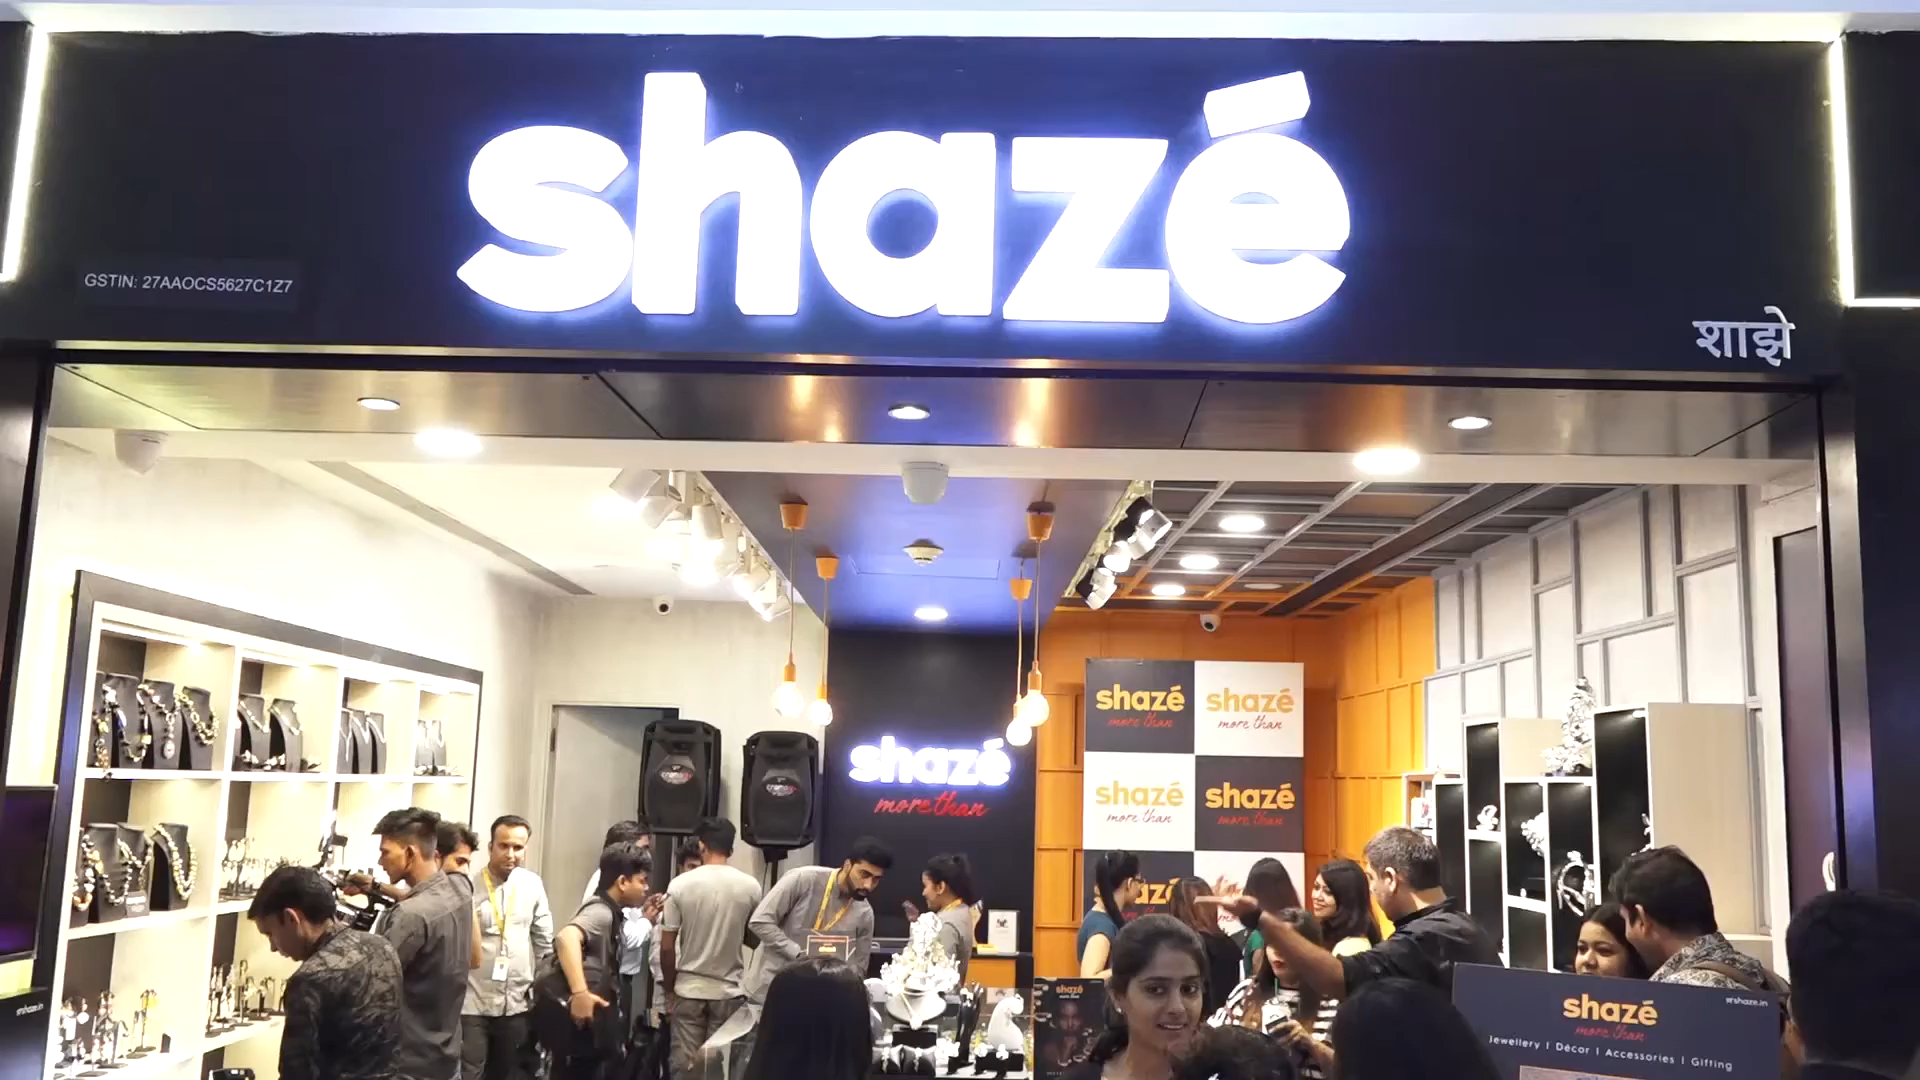 shazé
GSTIN: 27AAOCS5627C1Z7
शाझे
shazé
more than
shazé
more than
shazé
more than
shazé
more than
shazé
more than
shazé
shazé
more than
Jewellery | Décor | Accessories | Gifting